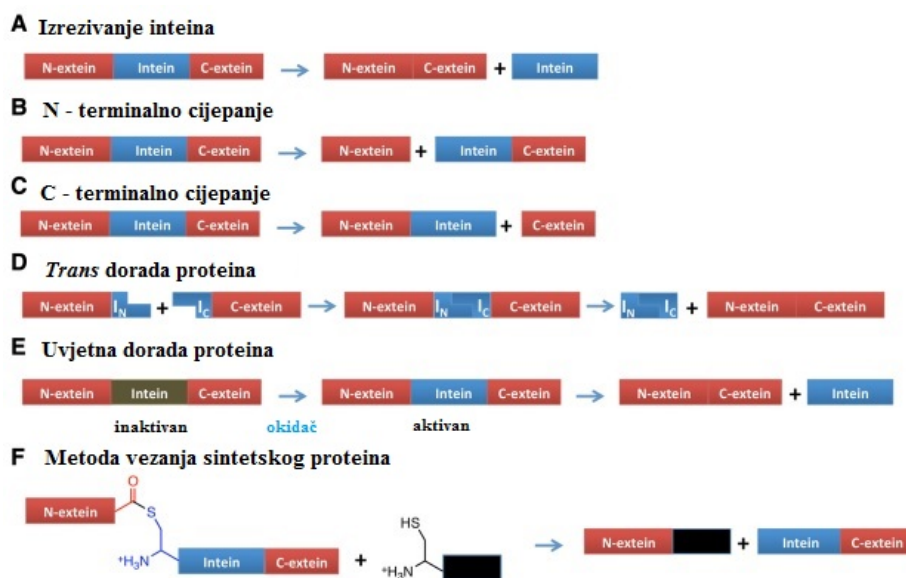 A Izrezivanje inteina
N-extein Intein C-extein → N-extein C-extein + Intein
B N - terminalno cijepanje
N-extein Intein C-extein → N-extein + Intein C-extein
C C - terminalno cijepanje
N-extein Intein C-extein → N-extein Intein + C-extein
D Trans dorada proteina
N-extein IN + IC C-extein → N-extein IN IC C-extein → IN IC + N-extein C-extein
E Uvjetna dorada proteina
N-extein Intein C-extein → N-extein Intein C-extein → N-extein C-extein + Intein
inaktivan okidač aktivan
F Metoda vezanja sintetskog proteina
O
N-extein S HS
+H3N Intein C-extein + +H3N → N-extein + Intein C-extein